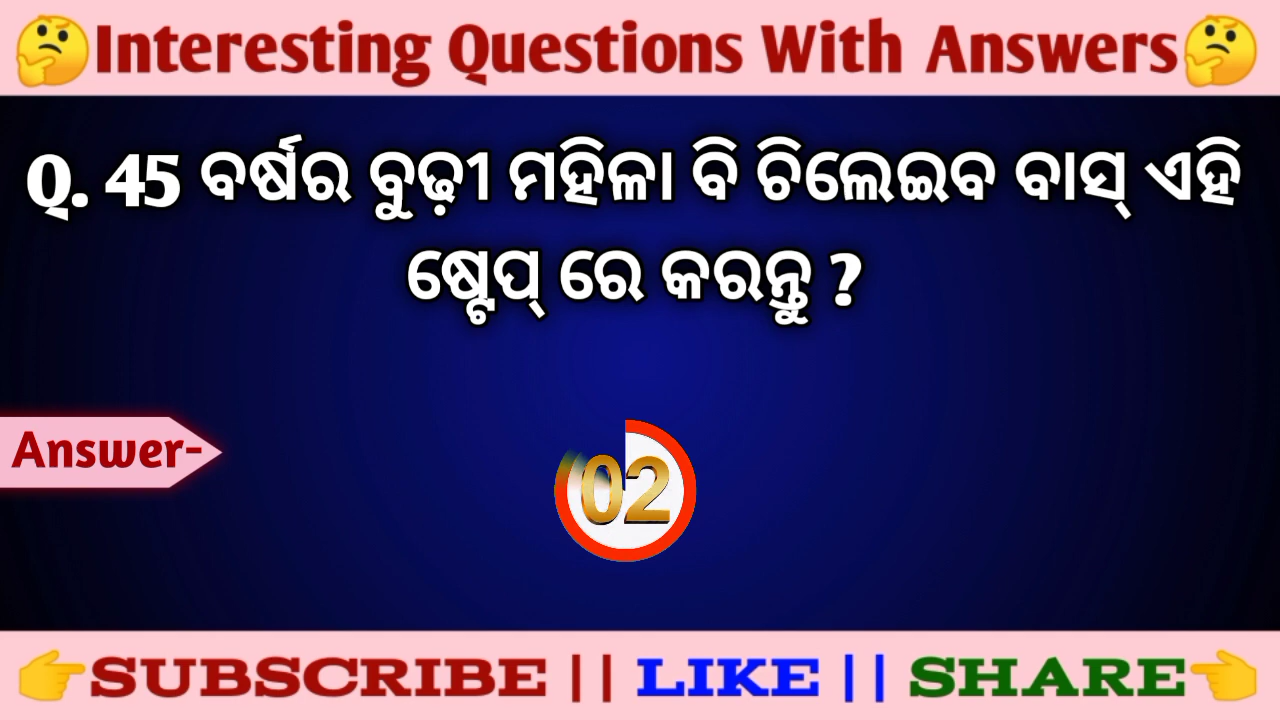 Interesting Questions With Answers
Q. 45 ବର୍ଷର ବୁଢ଼ୀ ମହିଳା ବି ଚିଲେଇବ ବାସ୍ ଏହି
ଷ୍ଟେପ୍ ରେ କରନ୍ତୁ ?
Answer-
02
SUBSCRIBE || LIKE || SHARE